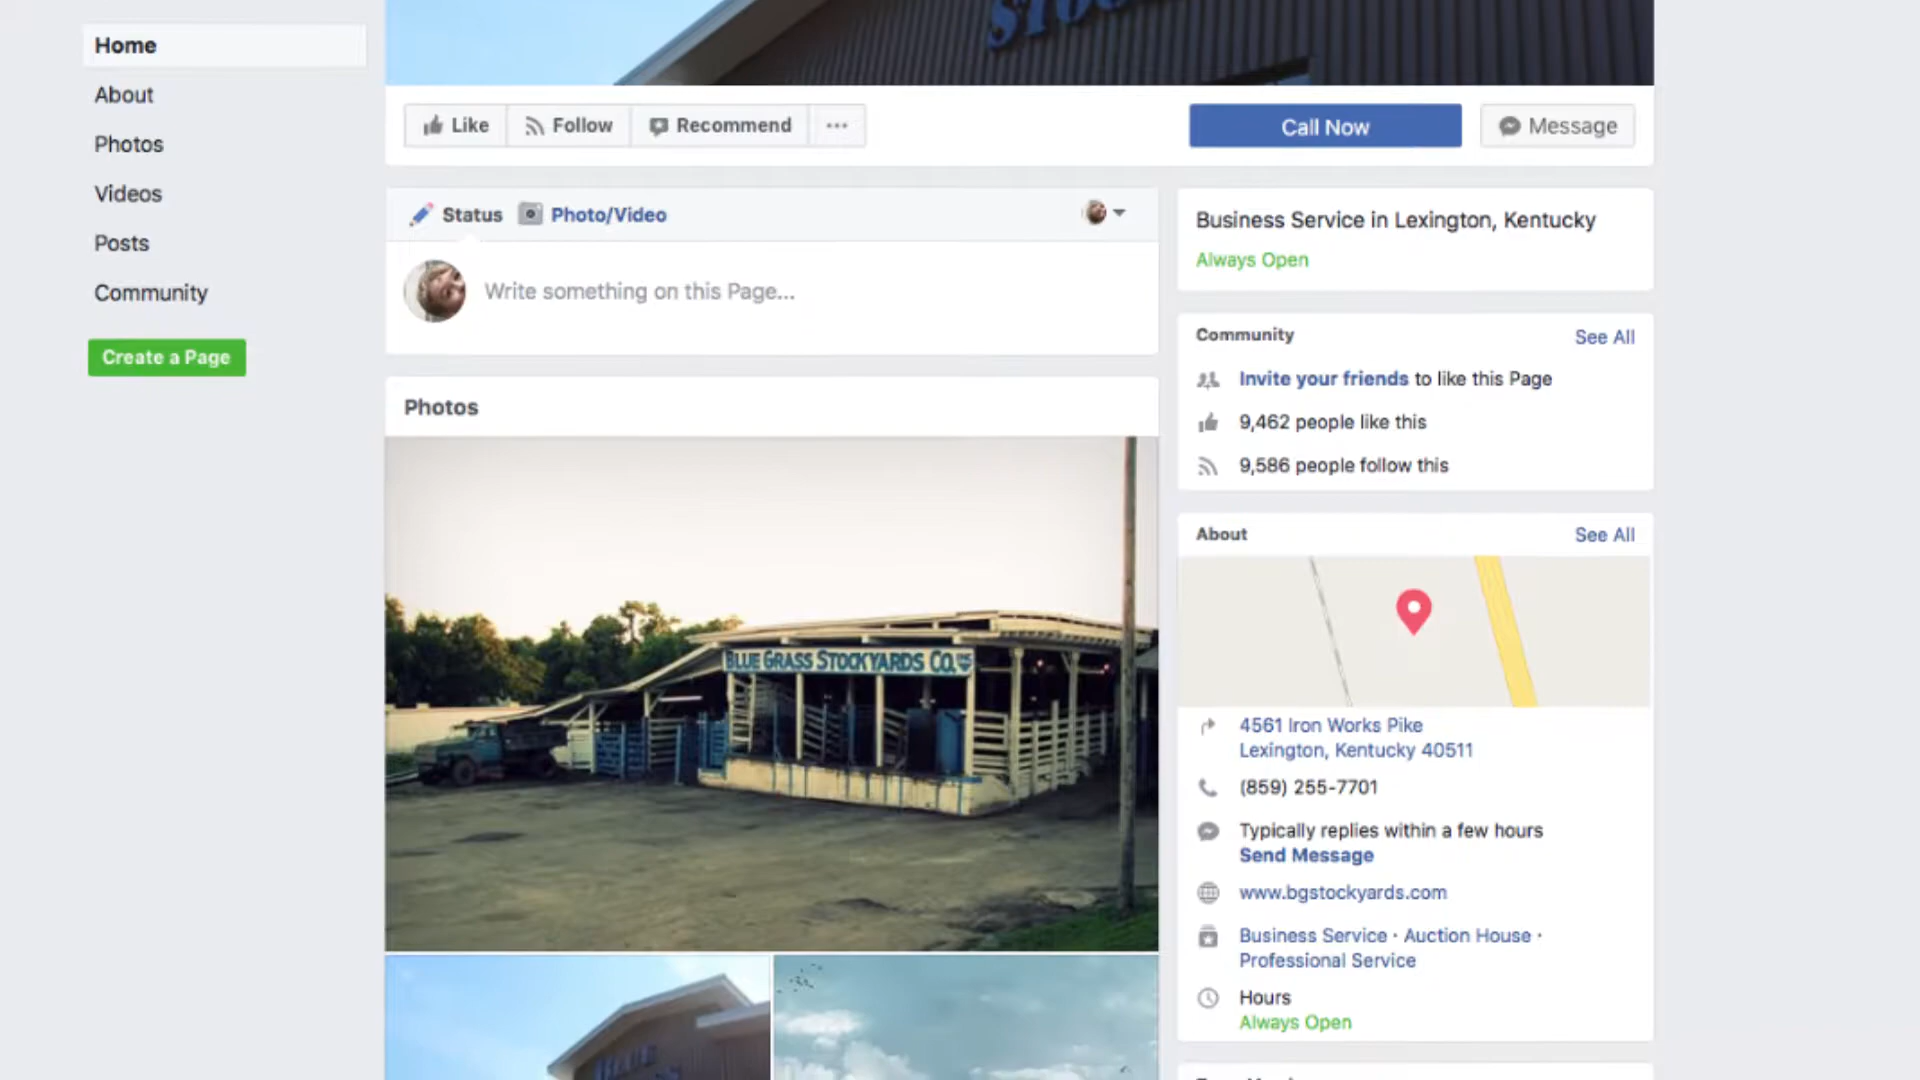 STOC
Home
About
Photos
Videos
Posts
Community
Create a Page
Like
Follow
Recommend
Call Now
Message
Status
Photo/Video
Write something on this Page...
Photos
BLUE GRASS STOCKYARDS CO.
BLUE
Business Service in Lexington, Kentucky
Always Open
Community
See All
Invite your friends to like this Page
9,462 people like this
9,586 people follow this
About
See All
4561 Iron Works Pike
Lexington, Kentucky 40511
(859) 255-7701
Typically replies within a few hours
Send Message
www.bgstockyards.com
Business Service · Auction House ·
Professional Service
Hours
Always Open